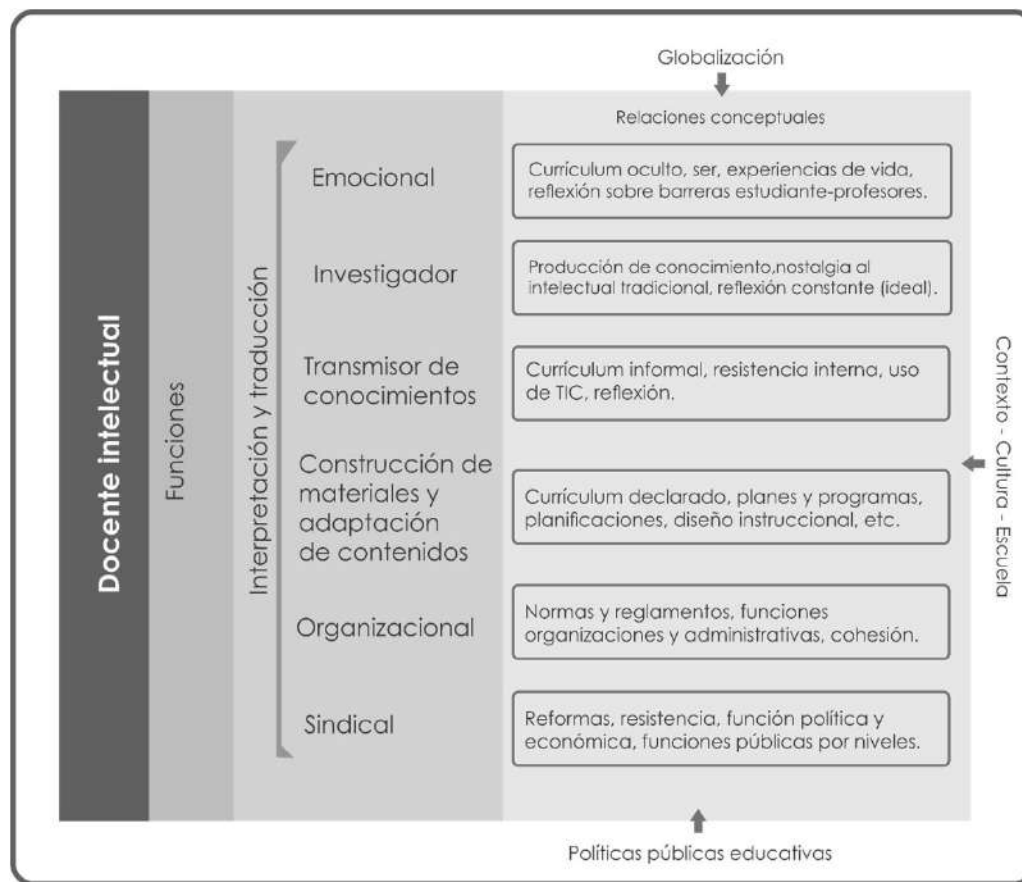 Globalización
Docente intelectual
Funciones
Interpretación y traducción
Relaciones conceptuales
Emocional
Currículum oculto, ser, experiencias de vida,
reflexión sobre barreras estudiante-profesores.
Investigador
Producción de conocimiento,nostalgia al
intelectual tradicional, reflexión constante (ideal).
Transmisor de
conocimientos
Currículum informal, resistencia interna, uso
de TIC, reflexión.
Construcción de
materiales y
adaptación
de contenidos
Currículum declarado, planes y programas,
planificaciones, diseño instruccional, etc.
Organizacional
Normas y reglamentos, funciones
organizaciones y administrativas, cohesión.
Sindical
Reformas, resistencia, función política y
económica, funciones públicas por niveles.
Contexto - Cultura - Escuela
Políticas públicas educativas